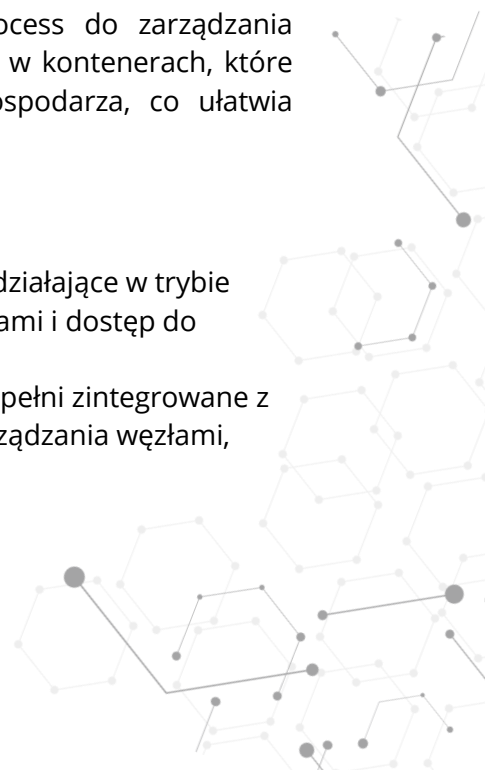 ocess do zarządzania
w kontenerach, które
ospodarza, co ułatwia
działające w trybie
ami i dostęp do
pełni zintegrowane z
ządzania węzłami,